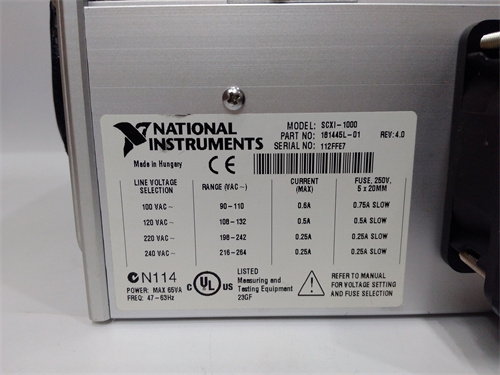 NATIONAL INSTRUMENTS
MODEL: SCXI-1000
PART NO: 181445L-01 REV: 4.0
SERIAL NO: 112FFE7
Made in Hungary CE
LINE VOLTAGE SELECTION RANGE (VAC~) CURRENT (MAX) FUSE, 250V, 5 x 20MM
100 VAC~ 90-110 0.6A 0.75A SLOW
120 VAC~ 108-132 0.5A 0.5A SLOW
220 VAC~ 198-242 0.25A 0.25A SLOW
240 VAC~ 216-264 0.25A 0.25A SLOW
N114
POWER: MAX 65VA
FREQ: 47-63Hz
C UL US
LISTED
Measuring and
Testing Equipment
23GF
REFER TO MANUAL
FOR VOLTAGE SETTING
AND FUSE SELECTION